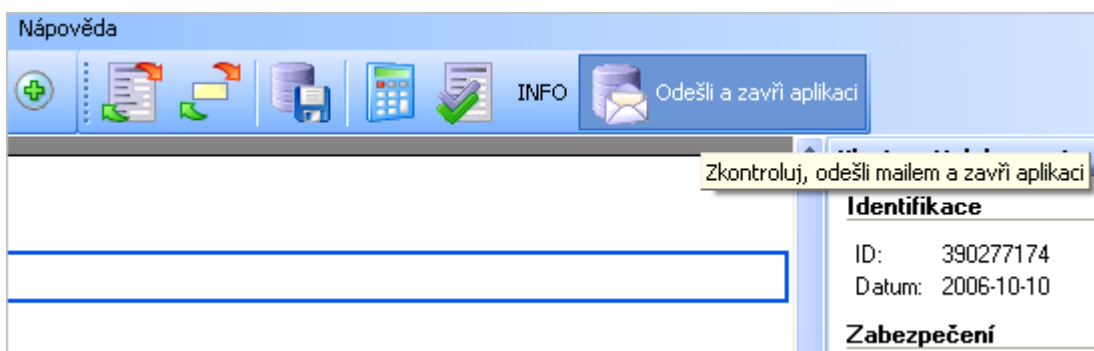 Nápověda
INFO
Odešli a zavři aplikaci
Zkontroluj, odešli mailem a zavři aplikaci
Identifikace
ID: 390277174
Datum: 2006-10-10
Zabezpečení